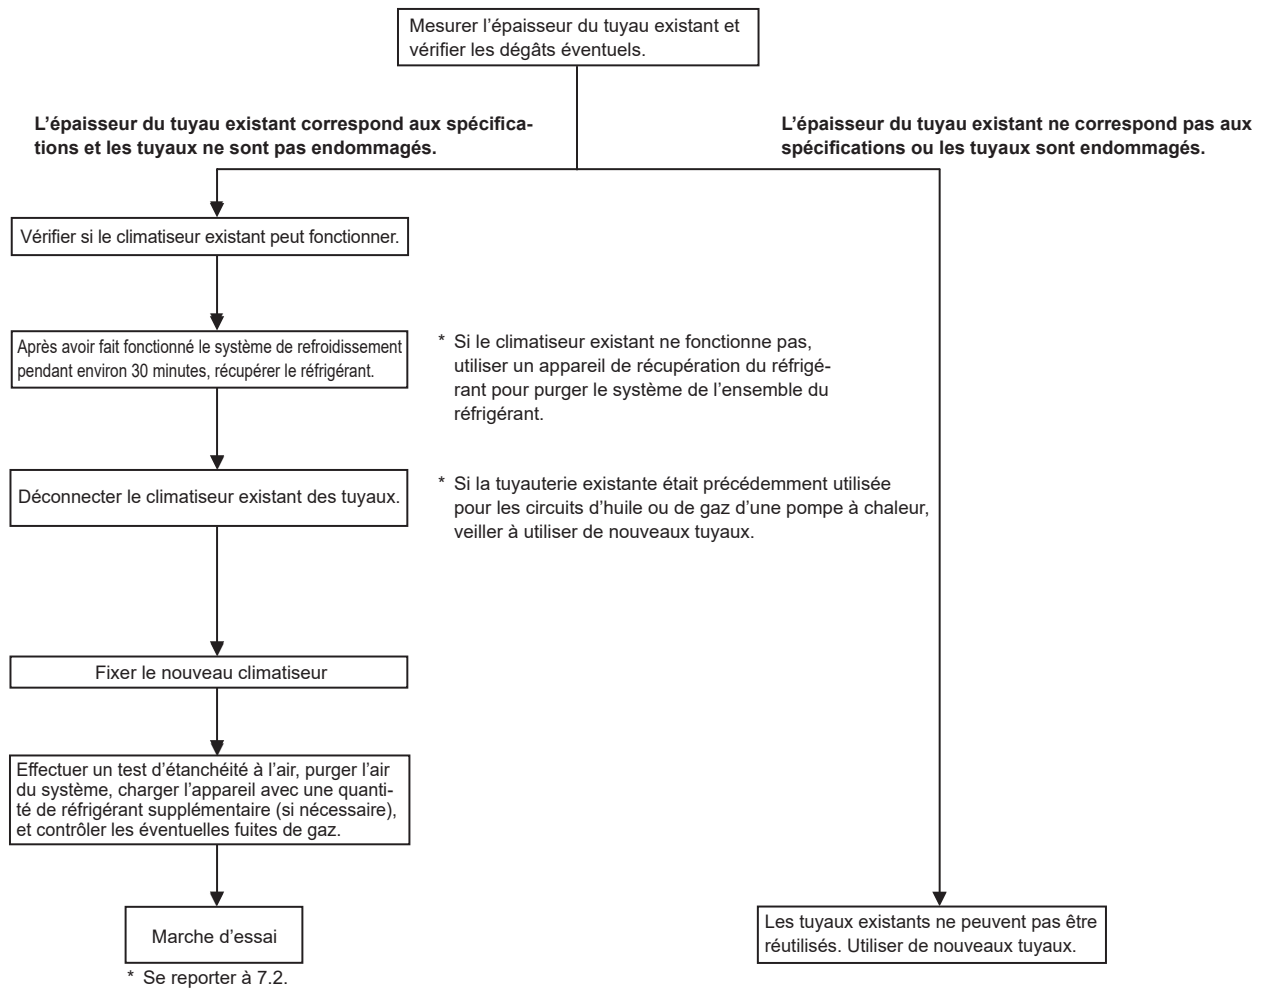 Mesurer l’épaisseur du tuyau existant et
vérifier les dégâts éventuels.
L’épaisseur du tuyau existant correspond aux spécifica-
tions et les tuyaux ne sont pas endommagés.
L’épaisseur du tuyau existant ne correspond pas aux
spécifications ou les tuyaux sont endommagés.
Vérifier si le climatiseur existant peut fonctionner.
Après avoir fait fonctionné le système de refroidissement
pendant environ 30 minutes, récupérer le réfrigérant.
* Si le climatiseur existant ne fonctionne pas,
utiliser un appareil de récupération du réfrigé-
rant pour purger le système de l’ensemble du
réfrigérant.
Déconnecter le climatiseur existant des tuyaux.
* Si la tuyauterie existante était précédemment utilisée
pour les circuits d’huile ou de gaz d’une pompe à chaleur,
veiller à utiliser de nouveaux tuyaux.
Fixer le nouveau climatiseur
Effectuer un test d’étanchéité à l’air, purger l’air
du système, charger l’appareil avec une quanti-
té de réfrigérant supplémentaire (si nécessaire),
et contrôler les éventuelles fuites de gaz.
Marche d’essai
* Se reporter à 7.2.
Les tuyaux existants ne peuvent pas être
réutilisés. Utiliser de nouveaux tuyaux.